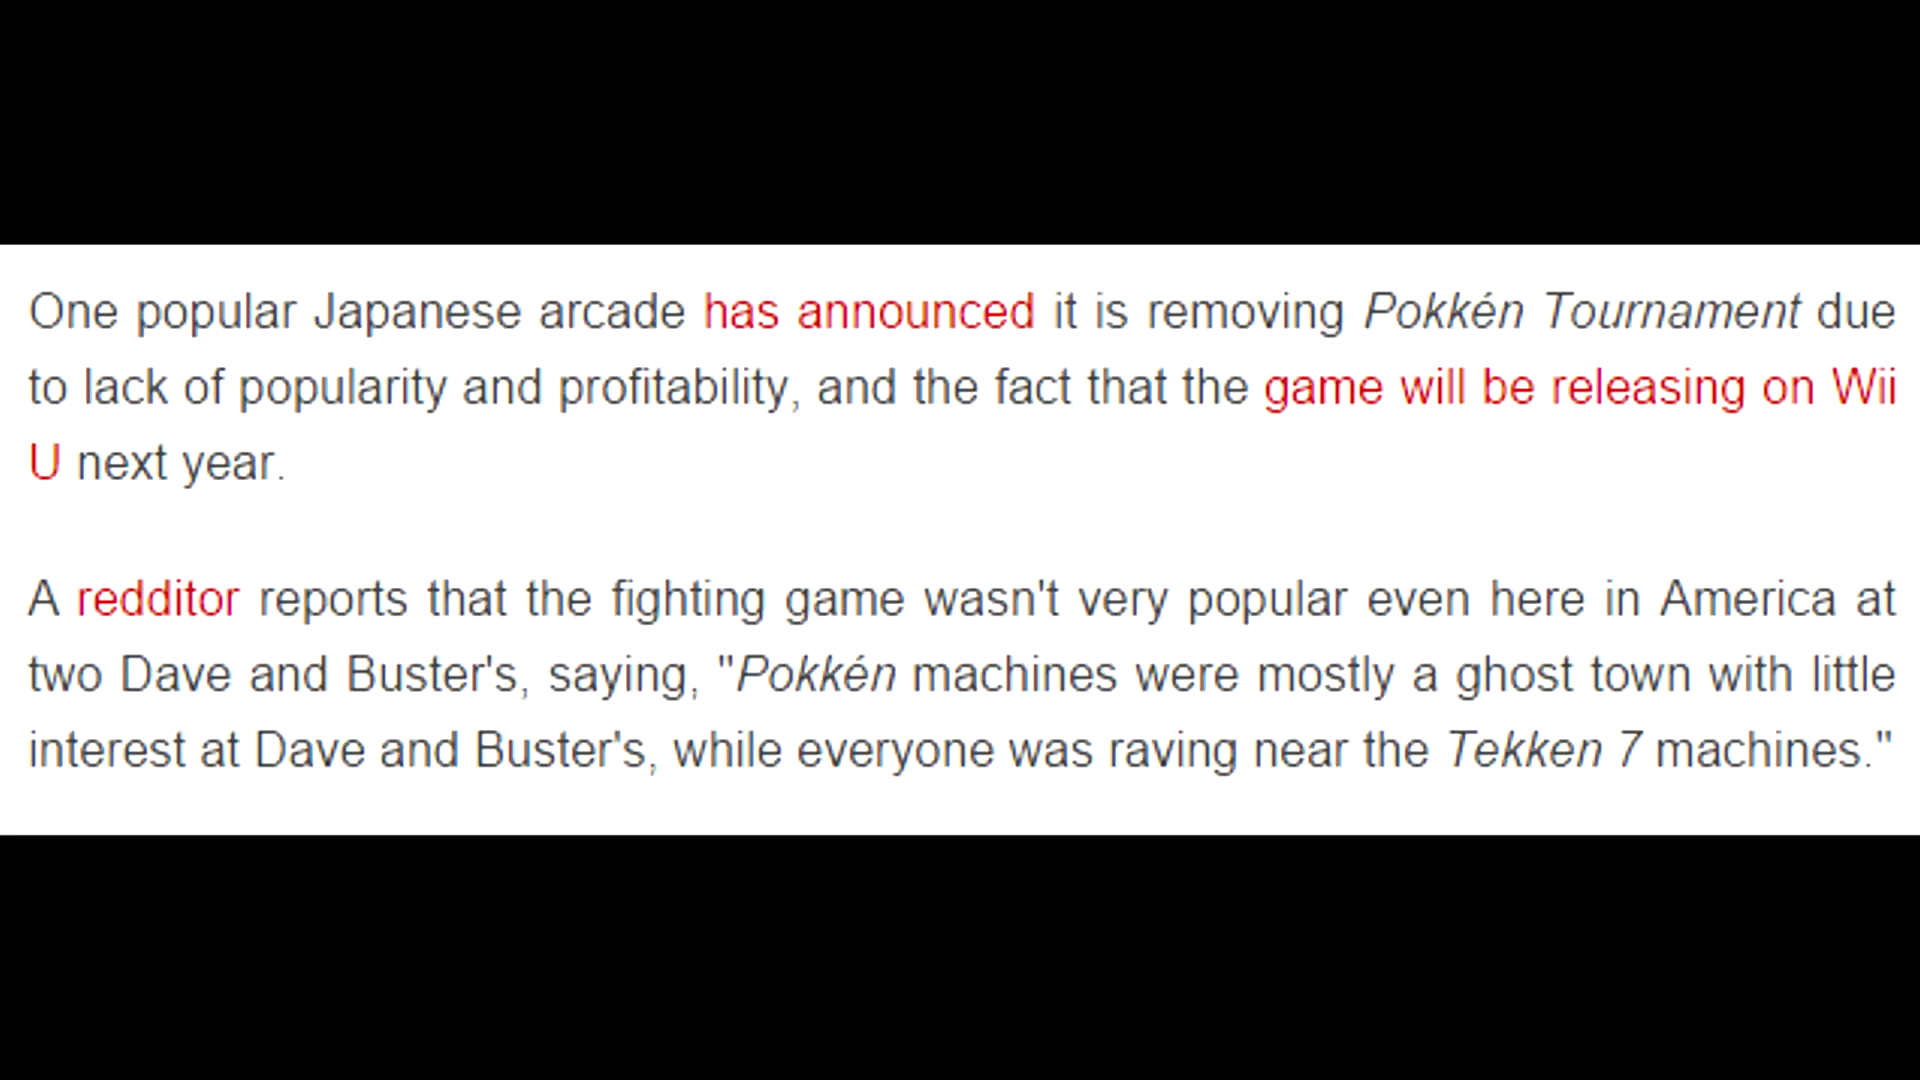 One popular Japanese arcade has announced it is removing Pokkén Tournament due
to lack of popularity and profitability, and the fact that the game will be releasing on Wii
U next year.
A redditor reports that the fighting game wasn't very popular even here in America at
two Dave and Buster's, saying, "Pokkén machines were mostly a ghost town with little
interest at Dave and Buster's, while everyone was raving near the Tekken 7 machines."